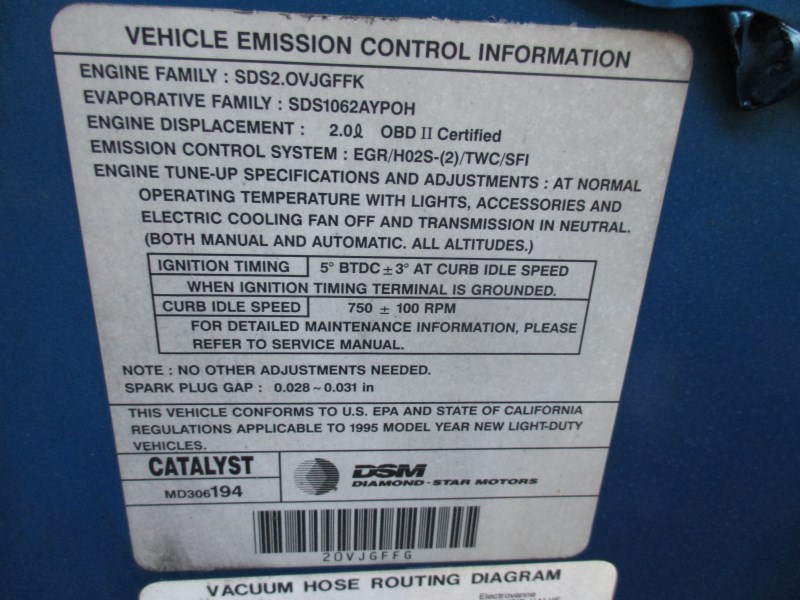 VEHICLE EMISSION CONTROL INFORMATION
ENGINE FAMILY : SDS2.OVJGFFK
EVAPORATIVE FAMILY : SDS1062AYPOH
ENGINE DISPLACEMENT : 2.0ℓ OBD II Certified
EMISSION CONTROL SYSTEM : EGR/H02S-(2)/TWC/SFI
ENGINE TUNE-UP SPECIFICATIONS AND ADJUSTMENTS : AT NORMAL
OPERATING TEMPERATURE WITH LIGHTS, ACCESSORIES AND
ELECTRIC COOLING FAN OFF AND TRANSMISSION IN NEUTRAL.
(BOTH MANUAL AND AUTOMATIC. ALL ALTITUDES.)
IGNITION TIMING 5° BTDC ± 3° AT CURB IDLE SPEED
WHEN IGNITION TIMING TERMINAL IS GROUNDED.
CURB IDLE SPEED 750 ± 100 RPM
FOR DETAILED MAINTENANCE INFORMATION, PLEASE
REFER TO SERVICE MANUAL.
NOTE : NO OTHER ADJUSTMENTS NEEDED.
SPARK PLUG GAP : 0.028 ~ 0.031 in
THIS VEHICLE CONFORMS TO U.S. EPA AND STATE OF CALIFORNIA
REGULATIONS APPLICABLE TO 1995 MODEL YEAR NEW LIGHT-DUTY
VEHICLES.
CATALYST
MD306194
DSM
DIAMOND-STAR MOTORS
2OVJGFFG
VACUUM HOSE ROUTING DIAGRAM
Electrovanne